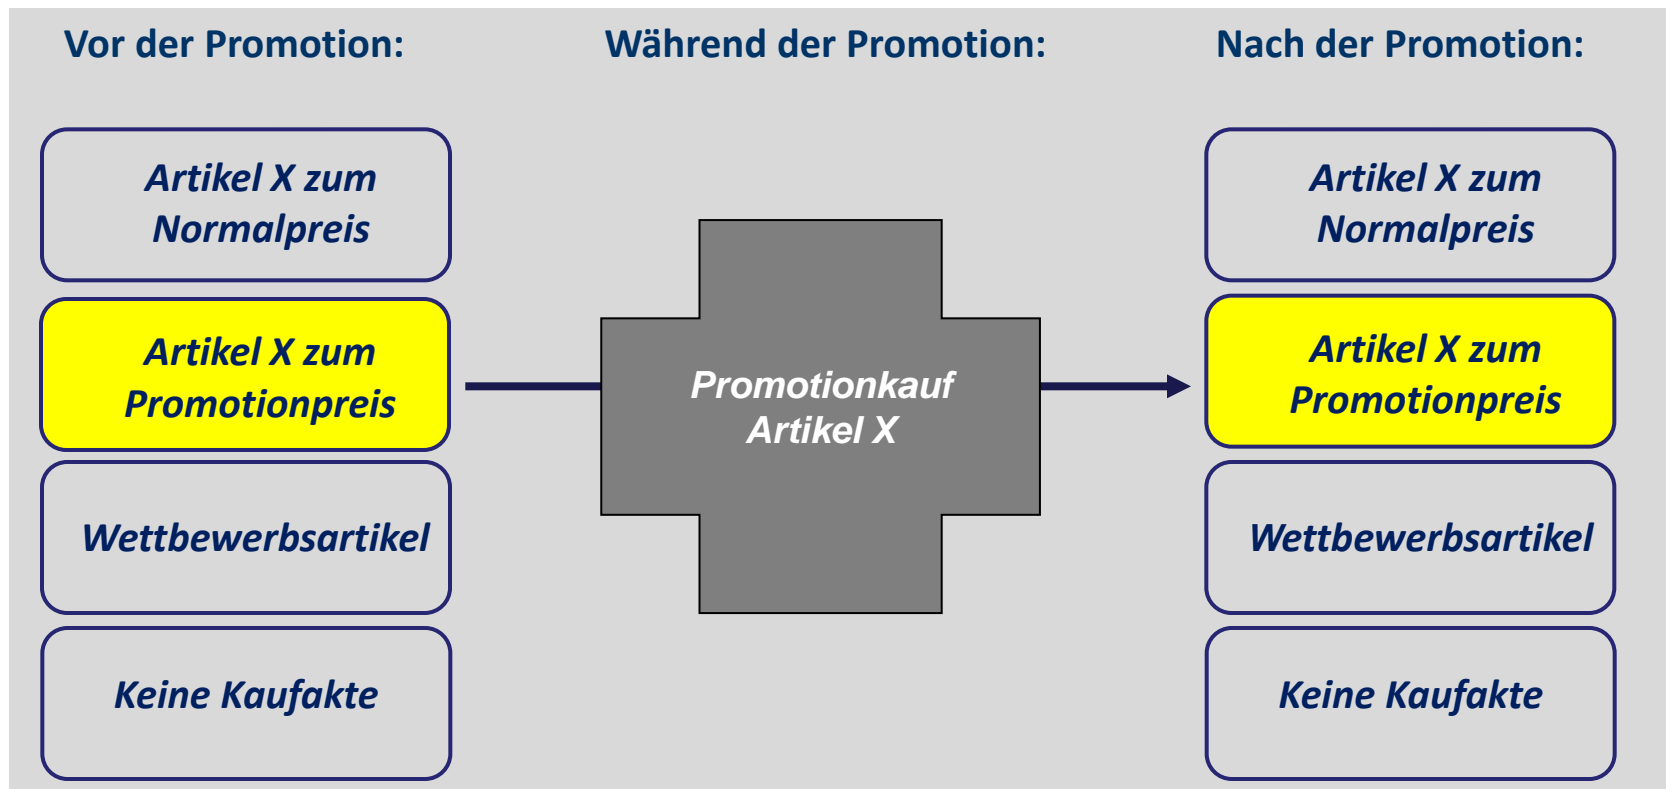 Vor der Promotion:
Während der Promotion:
Nach der Promotion:
Artikel X zum
Normalpreis
Artikel X zum
Promotionpreis
Wettbewerbsartikel
Keine Kaufakte
Promotionkauf
Artikel X
Artikel X zum
Normalpreis
Artikel X zum
Promotionpreis
Wettbewerbsartikel
Keine Kaufakte